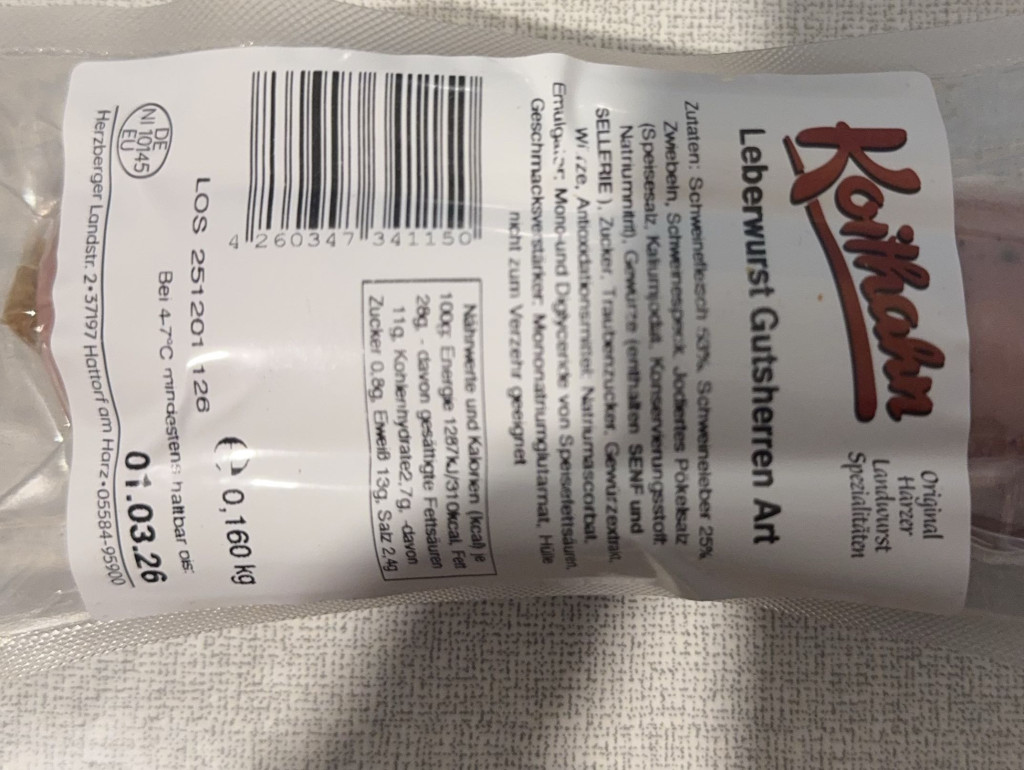 Koithahn
Original
Harzer
Landwurst
Spezialitäten
Leberwurst Gutsherren Art
Zutaten: Schweinefleisch 53%, Schweineleber 25%
Zwiebeln, Schweinespeck, Jodiertes Pökelsalz
(Speisesalz, Kaliumjodat, Konservierungsstoff:
Natriumnitrit), Gewürze (enthalten SENF und
SELLERIE ), Zucker, Traubenzucker, Gewürzextrakt,
Würze, Antioxidationsmittel: Natriumascorbat,
Emulgator: Mono-und Diglyceride von Speisefettsäuren,
Geschmacksverstärker: Mononatriumglutamat, Hülle
nicht zum Verzehr geeignet
Nährwerte und Kalorien (kcal) je
100g: Energie 1287kJ/310kcal, Fett
28g, - davon gesättigte Fettsäuren
11g, Kohlenhydrate2,7g, -davon
Zucker 0,8g, Eiweiß 13g, Salz 2,4g
4 260347 341150
e 0,160 kg
LOS 251201 126
Bei 4-7°C mindestens haltbar bis:
01.03.26
DE
NI 10145
EU
Herzberger Landstr. 2•37197 Hattorf am Harz•05584-95900